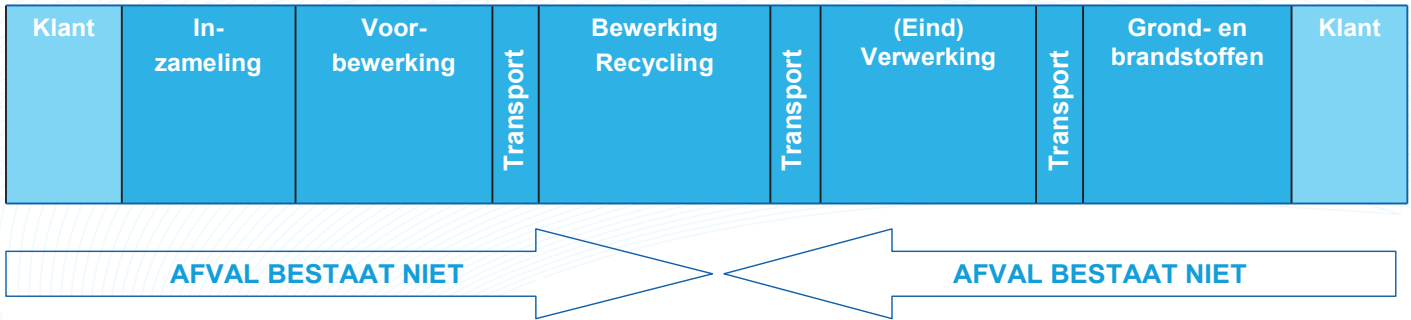 Klant
In-
zameling
Voor-
bewerking
Transport
Bewerking
Recycling
Transport
(Eind)
Verwerking
Transport
Grond- en
brandstoffen
Klant
AFVAL BESTAAT NIET
AFVAL BESTAAT NIET